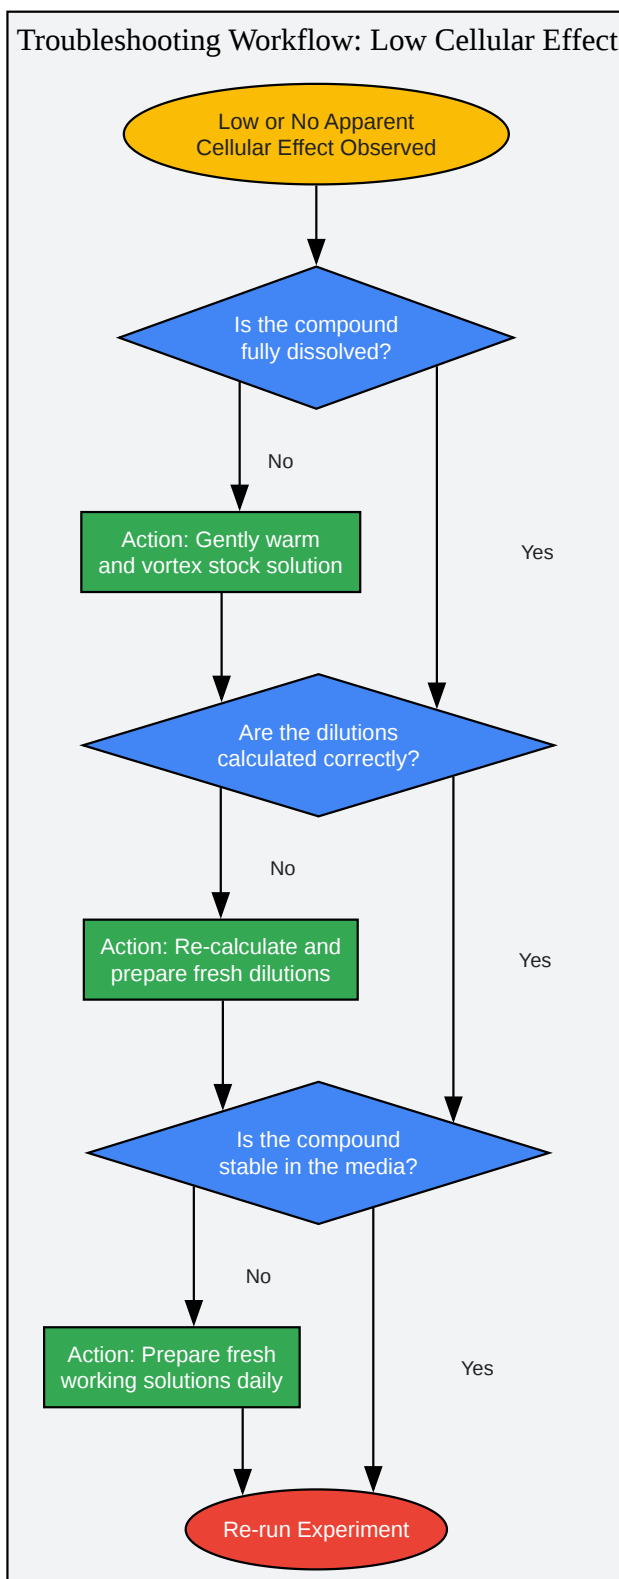 Troubleshooting Workflow: Low Cellular Effect
Low or No Apparent
Cellular Effect Observed
Is the compound
fully dissolved?
No
Action: Gently warm
and vortex stock solution
Yes
Are the dilutions
calculated correctly?
No
Action: Re-calculate and
prepare fresh dilutions
Yes
Is the compound
stable in the media?
No
Action: Prepare fresh
working solutions daily
Yes
Re-run Experiment